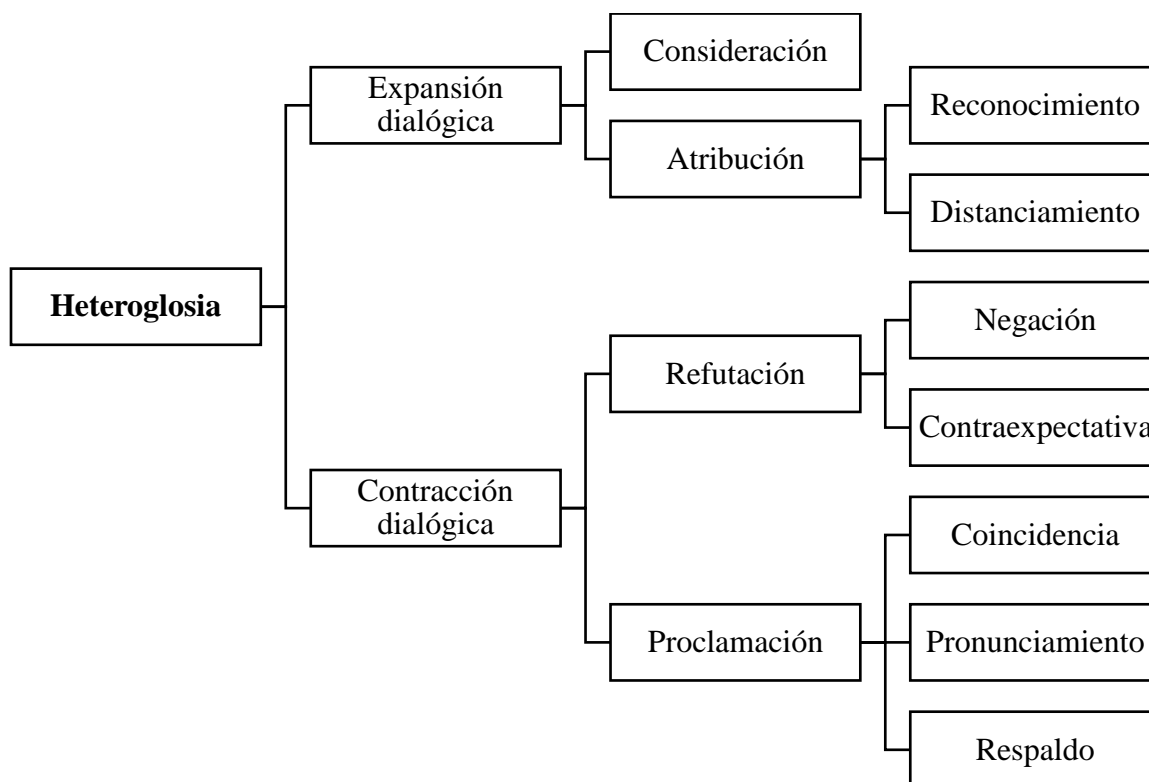 Consideración
Expansión
dialógica
Reconocimiento
Atribución
Distanciamiento
Heteroglosia
Negación
Refutación
Contraexpectativa
Contracción
dialógica
Coincidencia
Proclamación
Pronunciamiento
Respaldo